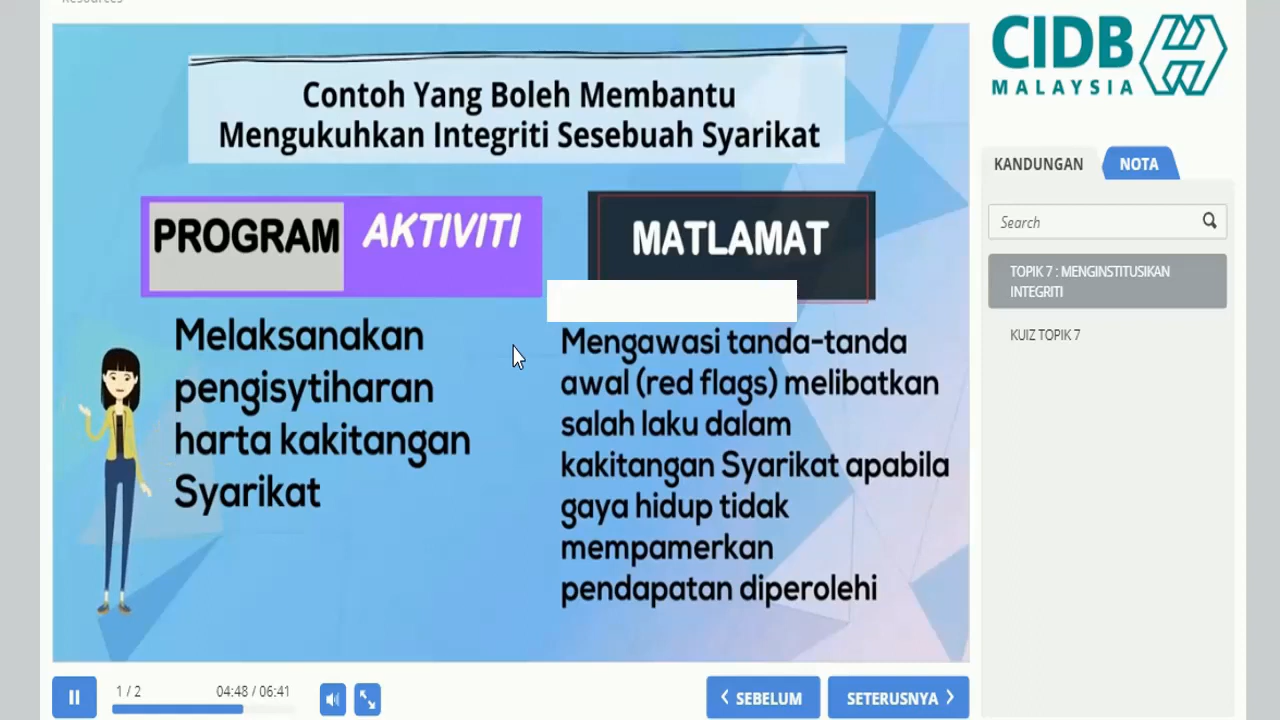 Contoh Yang Boleh Membantu
Mengukuhkan Integriti Sesebuah Syarikat
PROGRAM AKTIVITI
MATLAMAT
Melaksanakan
pengisytiharan
harta kakitangan
Syarikat
Mengawasi tanda-tanda
awal (red flags) melibatkan
salah laku dalam
kakitangan Syarikat apabila
gaya hidup tidak
mempamerkan
pendapatan diperolehi
CIDB
MALAYSIA
KANDUNGAN
NOTA
Search
TOPIK 7 : MENGINSTITUSIKAN
INTEGRITI
KUIZ TOPIK 7
1 / 2
04:48 / 06:41
SEBELUM
SETERUSNYA